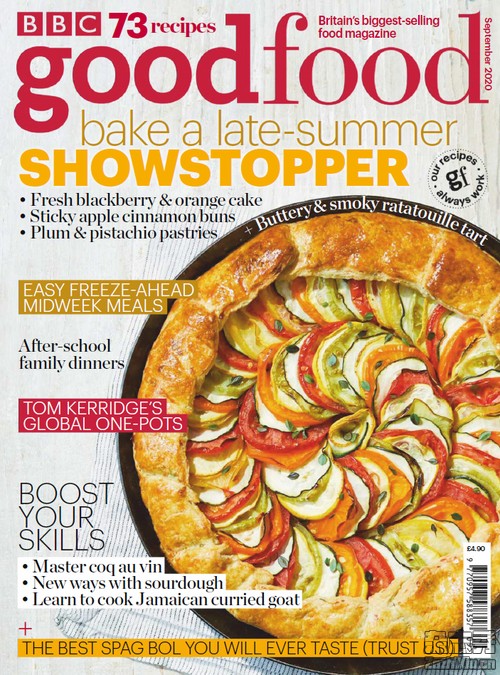 BBC 73 recipes
Britain's biggest-selling
food magazine
September 2020
goodfood
bake a late-summer
SHOWSTOPPER
our recipes
gf
always work
• Fresh blackberry & orange cake
• Sticky apple cinnamon buns
• Plum & pistachio pastries
+ Buttery & smoky ratatouille tart
EASY FREEZE-AHEAD
MIDWEEK MEALS
After-school
family dinners
TOM KERRIDGE'S
GLOBAL ONE-POTS
BOOST
YOUR
SKILLS
• Master coq au vin
• New ways with sourdough
• Learn to cook Jamaican curried goat
£4.90
+
THE BEST SPAG BOL YOU WILL EVER TASTE (TRUST US!)